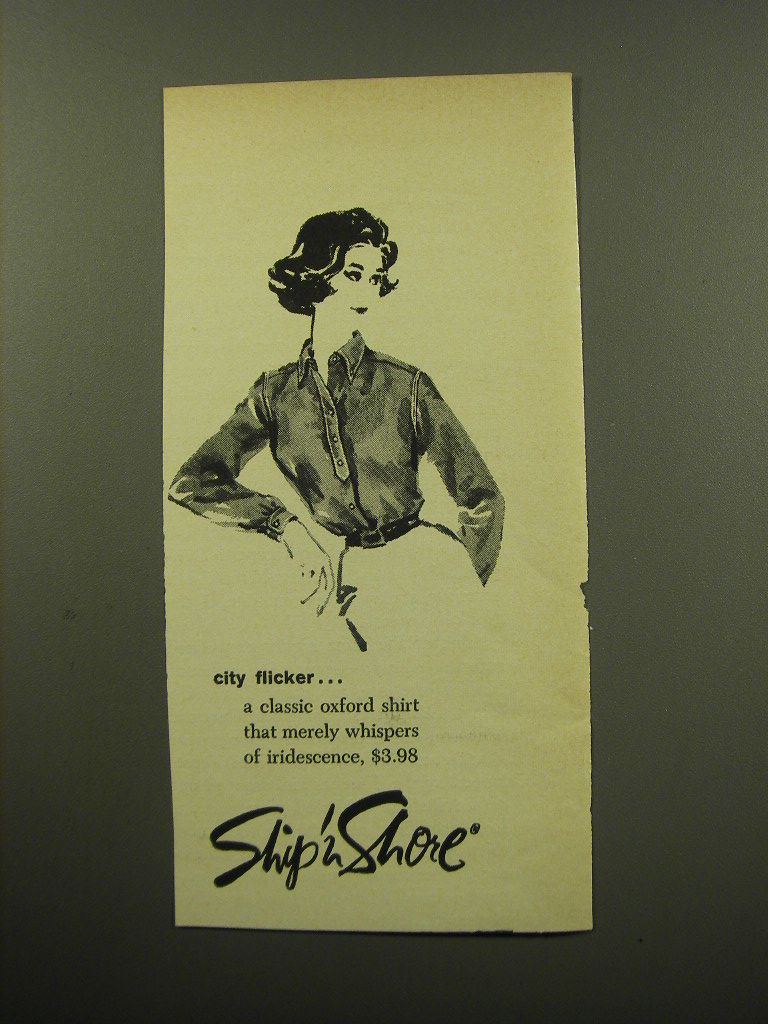 city flicker...
a classic oxford shirt
that merely whispers
of iridescence, $3.98
Ship'n Shore®